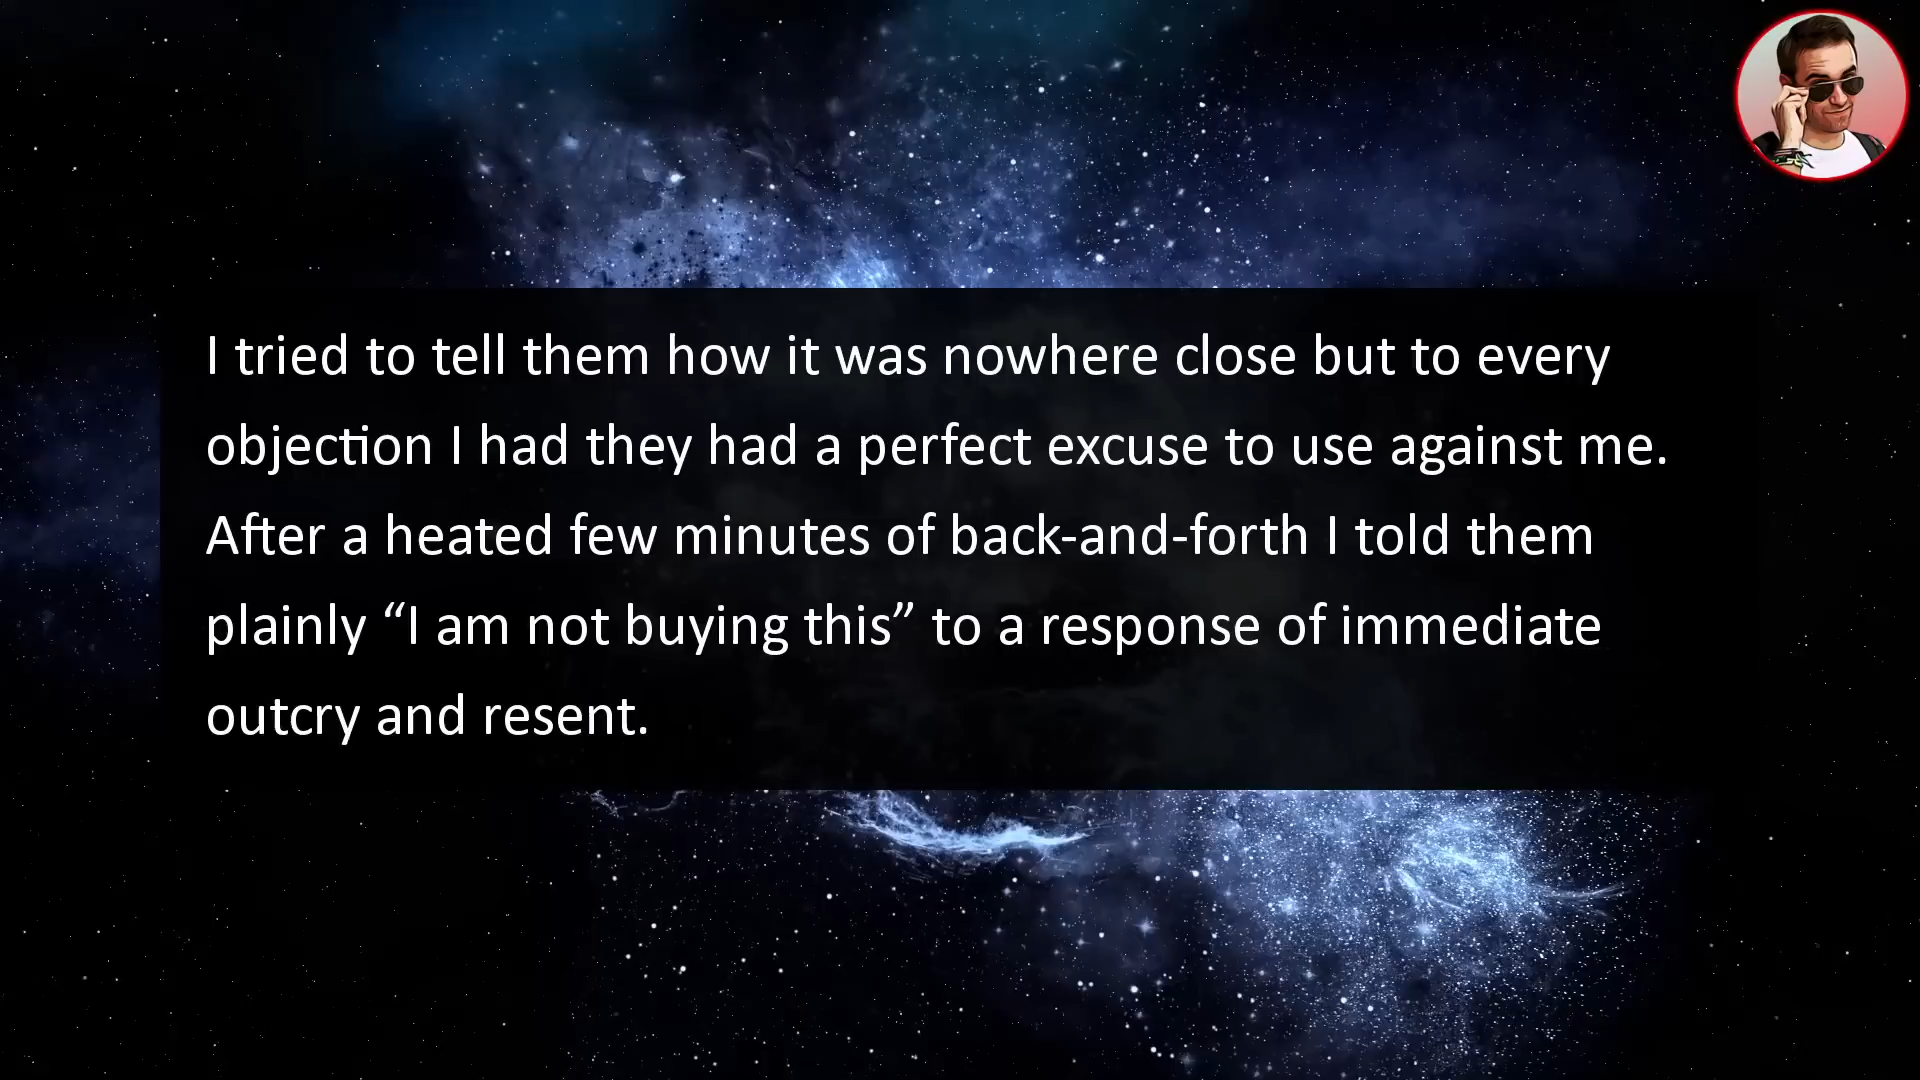 I tried to tell them how it was nowhere close but to every
objection I had they had a perfect excuse to use against me.
After a heated few minutes of back-and-forth I told them
plainly “I am not buying this” to a response of immediate
outcry and resent.